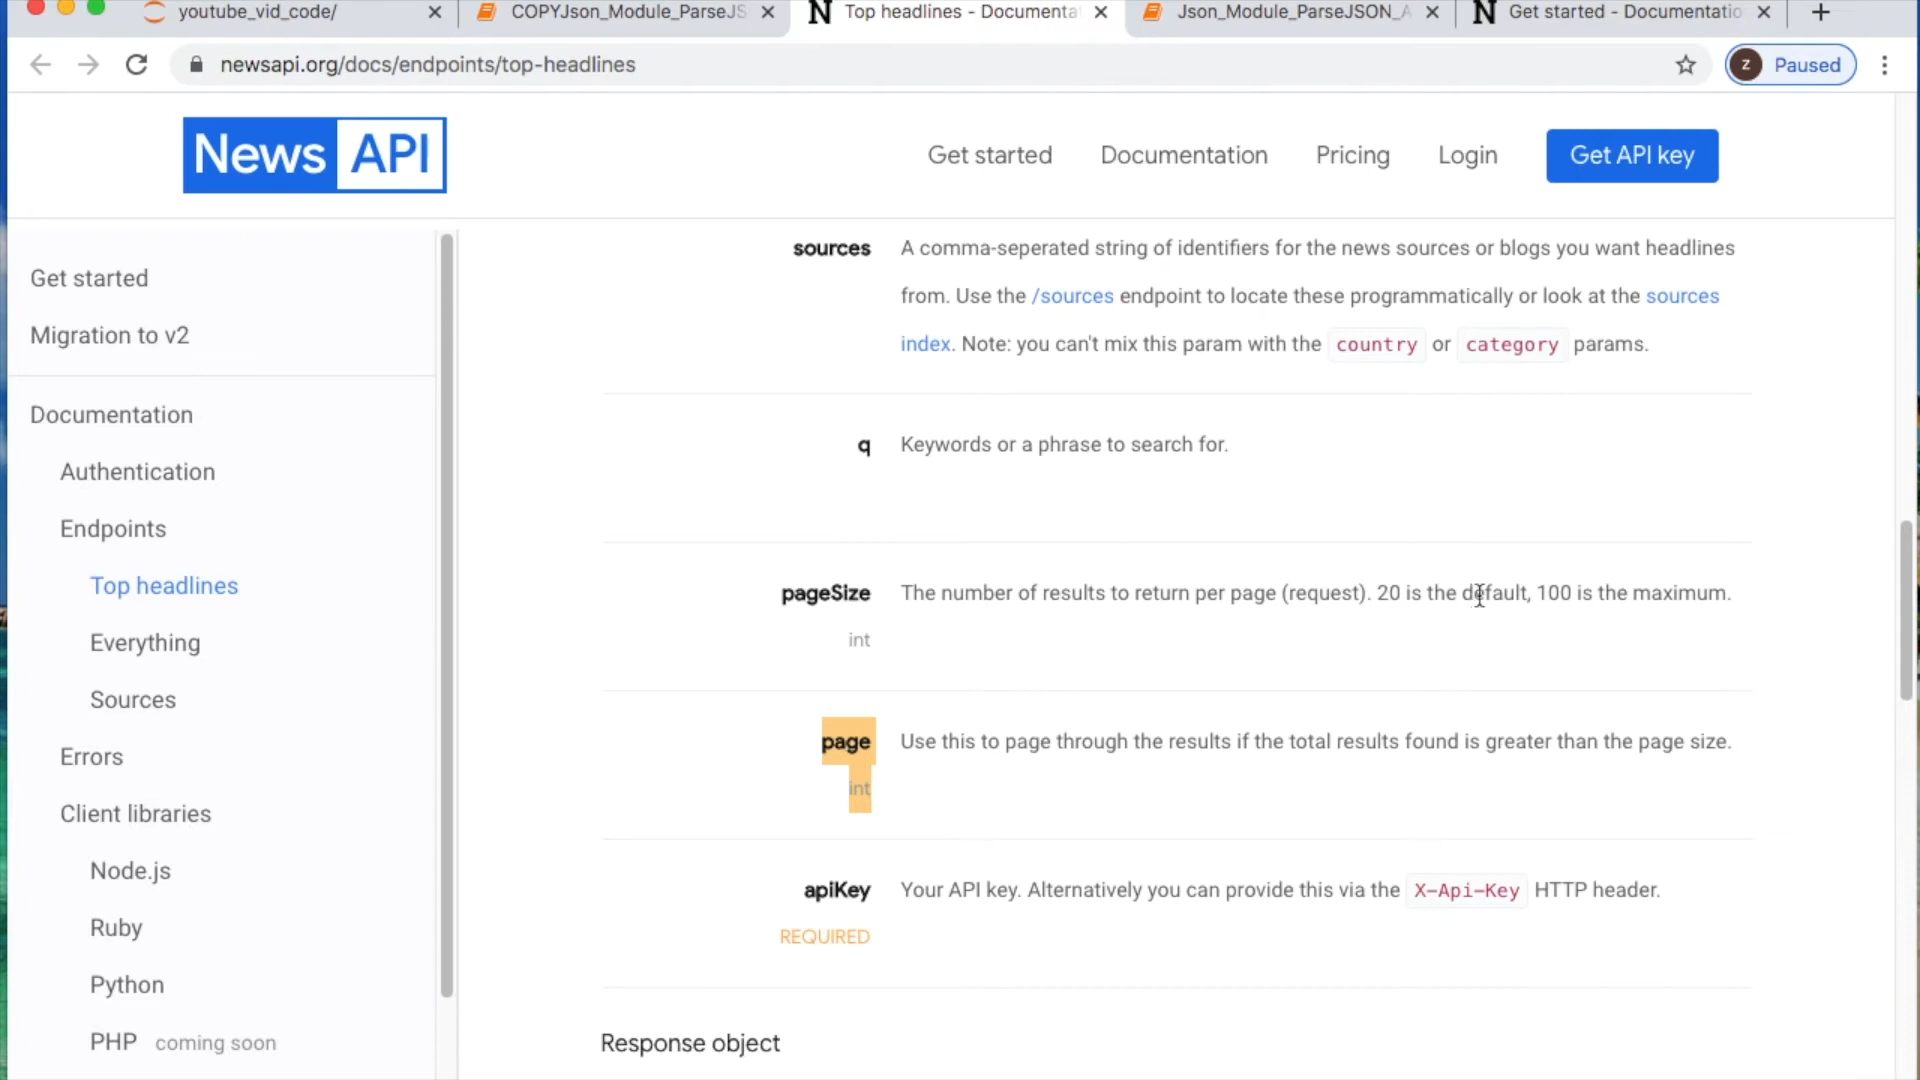 youtube_vid_code/
COPYJson_Module_ParseJS
N Top headlines - Documenta
Json_Module_ParseJSON_A
N Get started - Documentatio
newsapi.org/docs/endpoints/top-headlines
z Paused
News API
Get started
Documentation
Pricing
Login
Get API key
Get started
Migration to v2
Documentation
Authentication
Endpoints
Top headlines
Everything
Sources
Errors
Client libraries
Node.js
Ruby
Python
PHP coming soon
sources A comma-seperated string of identifiers for the news sources or blogs you want headlines
from. Use the /sources endpoint to locate these programmatically or look at the sources
index. Note: you can't mix this param with the country or category params.
q Keywords or a phrase to search for.
pageSize The number of results to return per page (request). 20 is the default, 100 is the maximum.
int
page Use this to page through the results if the total results found is greater than the page size.
int
apiKey Your API key. Alternatively you can provide this via the X-Api-Key HTTP header.
REQUIRED
Response object